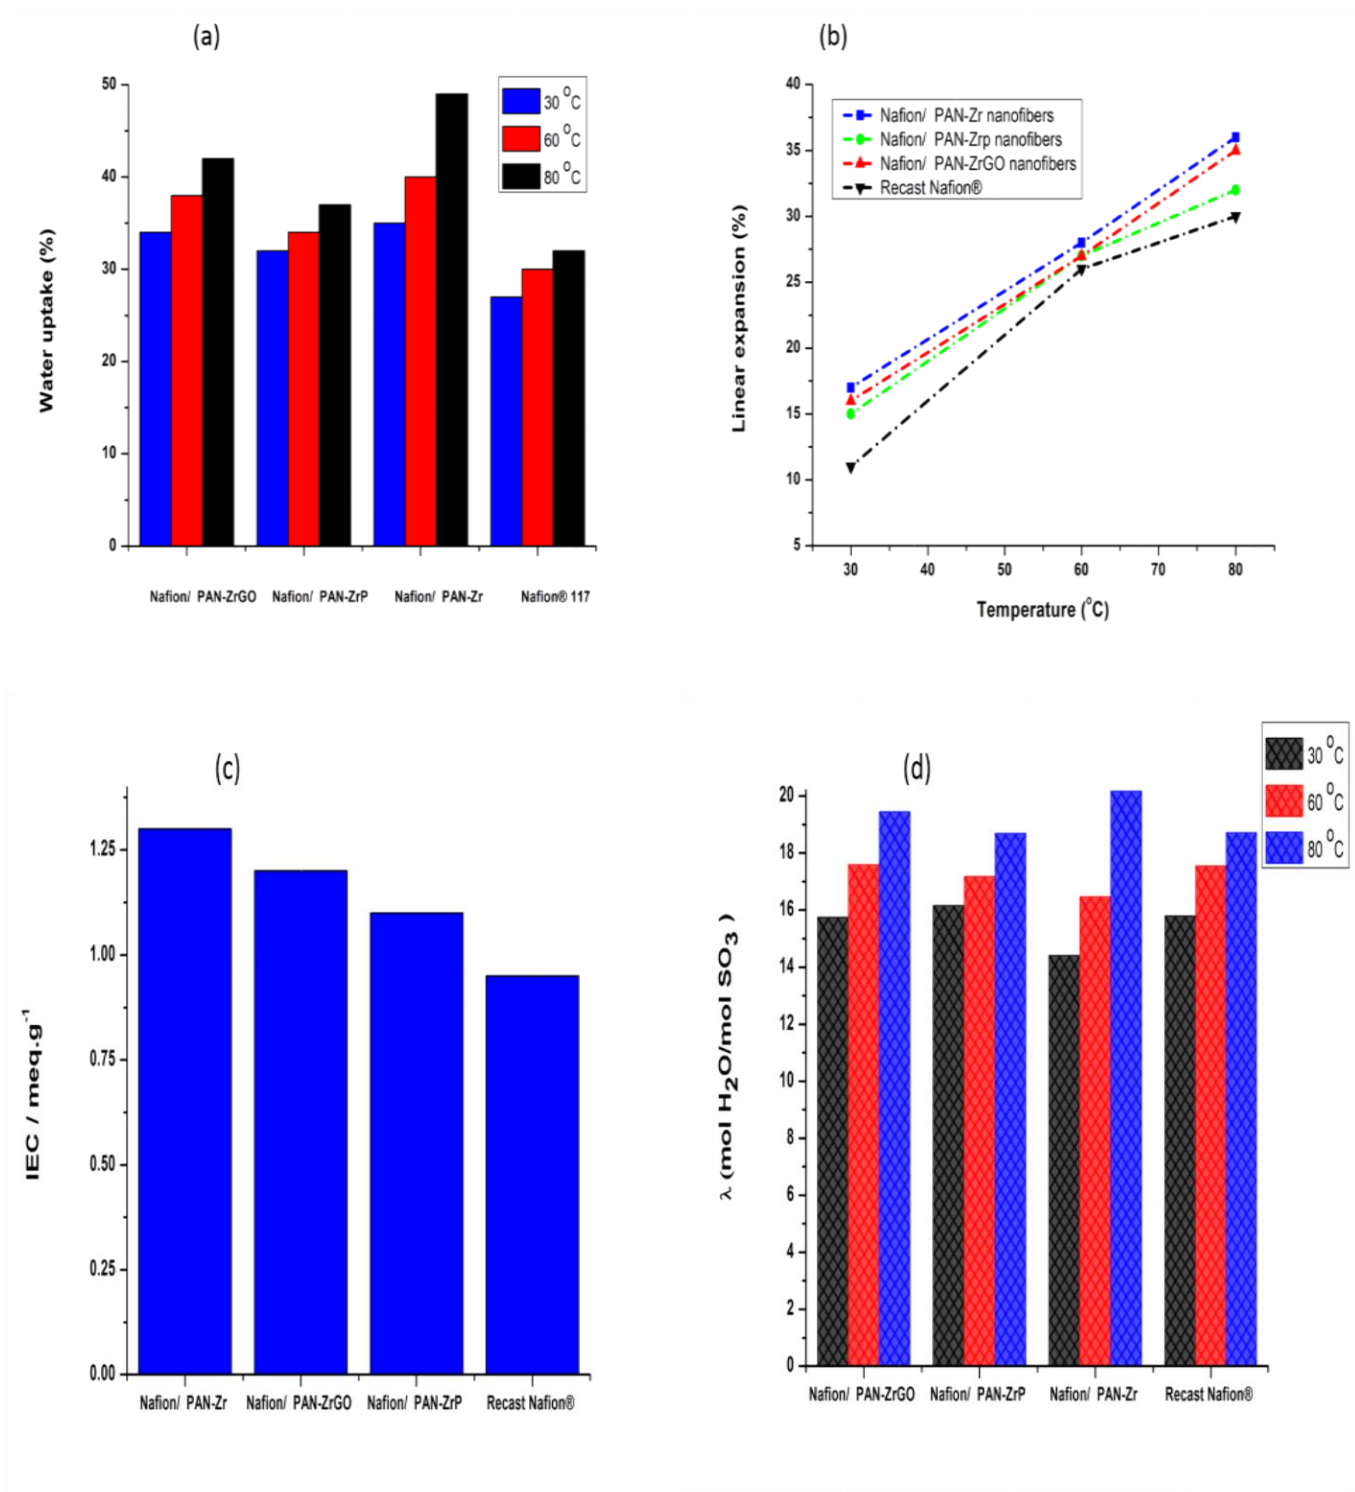 (a)
50
40
30
20
10
0
Water uptake (%)
30 °C
60 °C
80 °C
Nafion/ PAN-ZrGO
Nafion/ PAN-ZrP
Nafion/ PAN-Zr
Nafion® 117
(b)
40
35
30
25
20
15
10
5
Linear expansion (%)
Nafion/ PAN-Zr nanofibers
Nafion/ PAN-Zrp nanofibers
Nafion/ PAN-ZrGO nanofibers
Recast Nafion®
30
40
50
60
70
80
Temperature (°C)
(c)
1.25
1.00
0.75
0.50
0.25
0.00
IEC / meq.g⁻¹
Nafion/ PAN-Zr
Nafion/ PAN-ZrGO
Nafion/ PAN-ZrP
Recast Nafion®
(d)
20
18
16
14
12
10
8
6
4
2
0
λ (mol H₂O/mol SO₃ )
30 °C
60 °C
80 °C
Nafion/ PAN-ZrGO
Nafion/ PAN-ZrP
Nafion/ PAN-Zr
Recast Nafion®